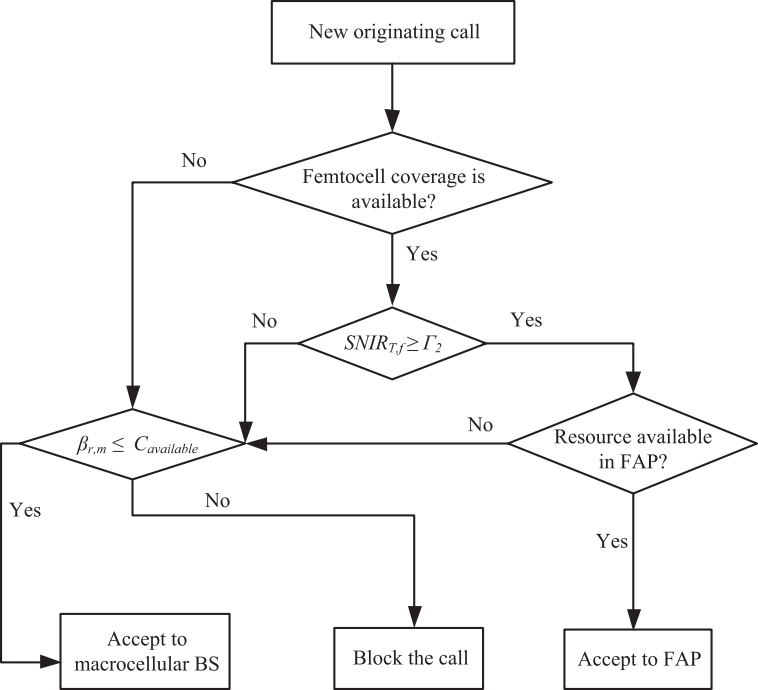 New originating call
No
Femtocell coverage is
available?
Yes
No
SNIR_{T,f} ≥ Γ_2
Yes
β_{r,m} ≤ C_{available}
No
Resource available
in FAP?
Yes
No
Yes
Accept to
macrocellular BS
Block the call
Accept to FAP